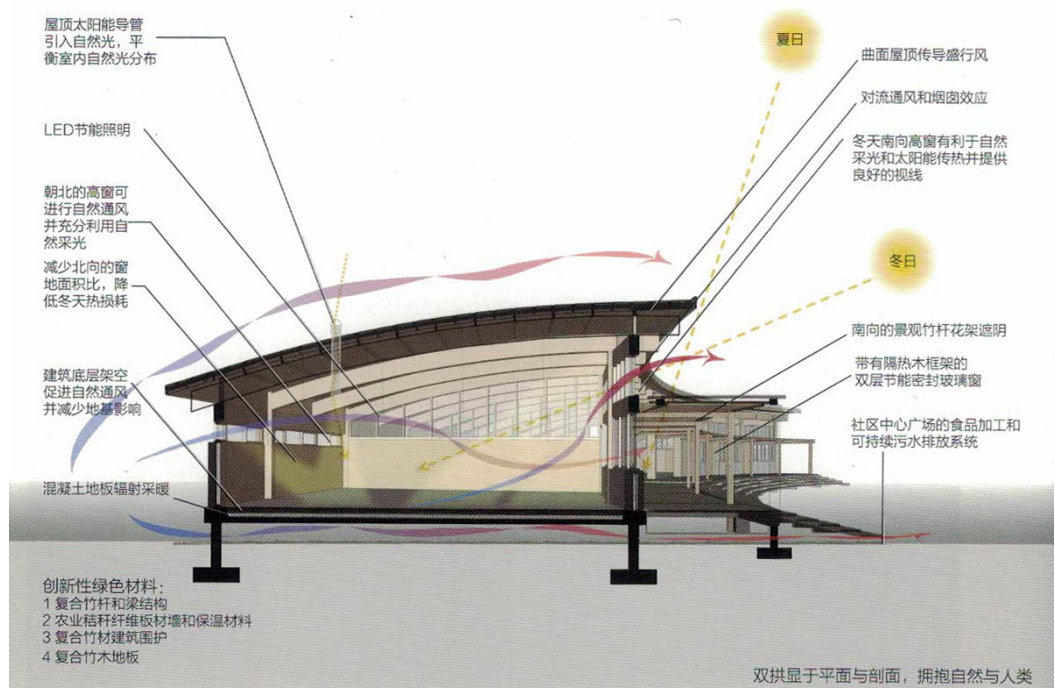 屋顶太阳能导管
引入自然光，平
衡室内自然光分布
LED节能照明
朝北的高窗可
进行自然通风
并充分利用自
然采光
减少北向的窗
地面积比，降
低冬天热损耗
建筑底层架空
促进自然通风
并减少地基影响
混凝土地板辐射采暖
夏日
曲面屋顶传导盛行风
对流通风和烟囱效应
冬天南向高窗有利于自然
采光和太阳能传热并提供
良好的视线
冬日
南向的景观竹杆花架遮阴
带有隔热木框架的
双层节能密封玻璃窗
社区中心广场的食品加工和
可持续污水排放系统
创新性绿色材料：
1 复合竹杆和梁结构
2 农业秸秆纤维板材墙和保温材料
3 复合竹材建筑围护
4 复合竹木地板
双拱显于平面与剖面，拥抱自然与人类